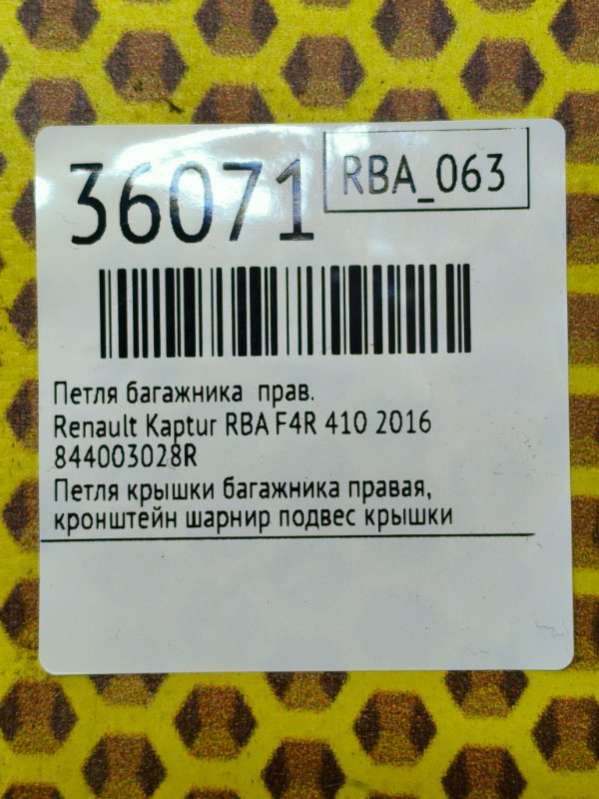 36071
RBA_063
Петля багажника прав.
Renault Kaptur RBA F4R 410 2016
844003028R
Петля крышки багажника правая,
кронштейн шарнир подвес крышки